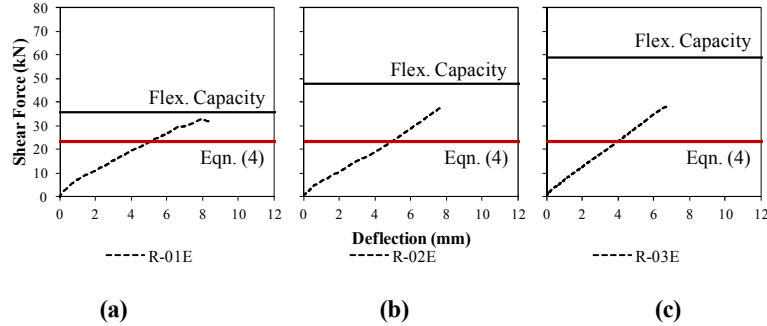 80
70
60
50
40
30
20
10
0
Shear Force (kN)
Flex. Capacity
Eqn. (4)
0 2 4 6 8 10 12
R-01E
(a)
Flex. Capacity
Eqn. (4)
0 2 4 6 8 10 12
Deflection (mm)
R-02E
(b)
Flex. Capacity
Eqn. (4)
0 2 4 6 8 10 12
R-03E
(c)